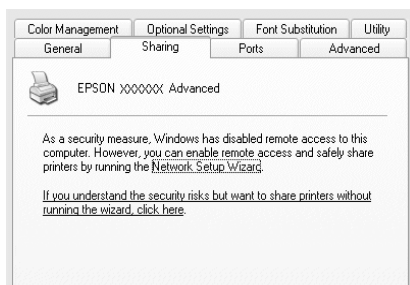 Color Management Optional Settings Font Substitution Utility
General Sharing Ports Advanced
EPSON XXXXXX Advanced
As a security measure, Windows has disabled remote access to this
computer. However, you can enable remote access and safely share
printers by running the Network Setup Wizard.
If you understand the security risks but want to share printers without
running the wizard, click here.